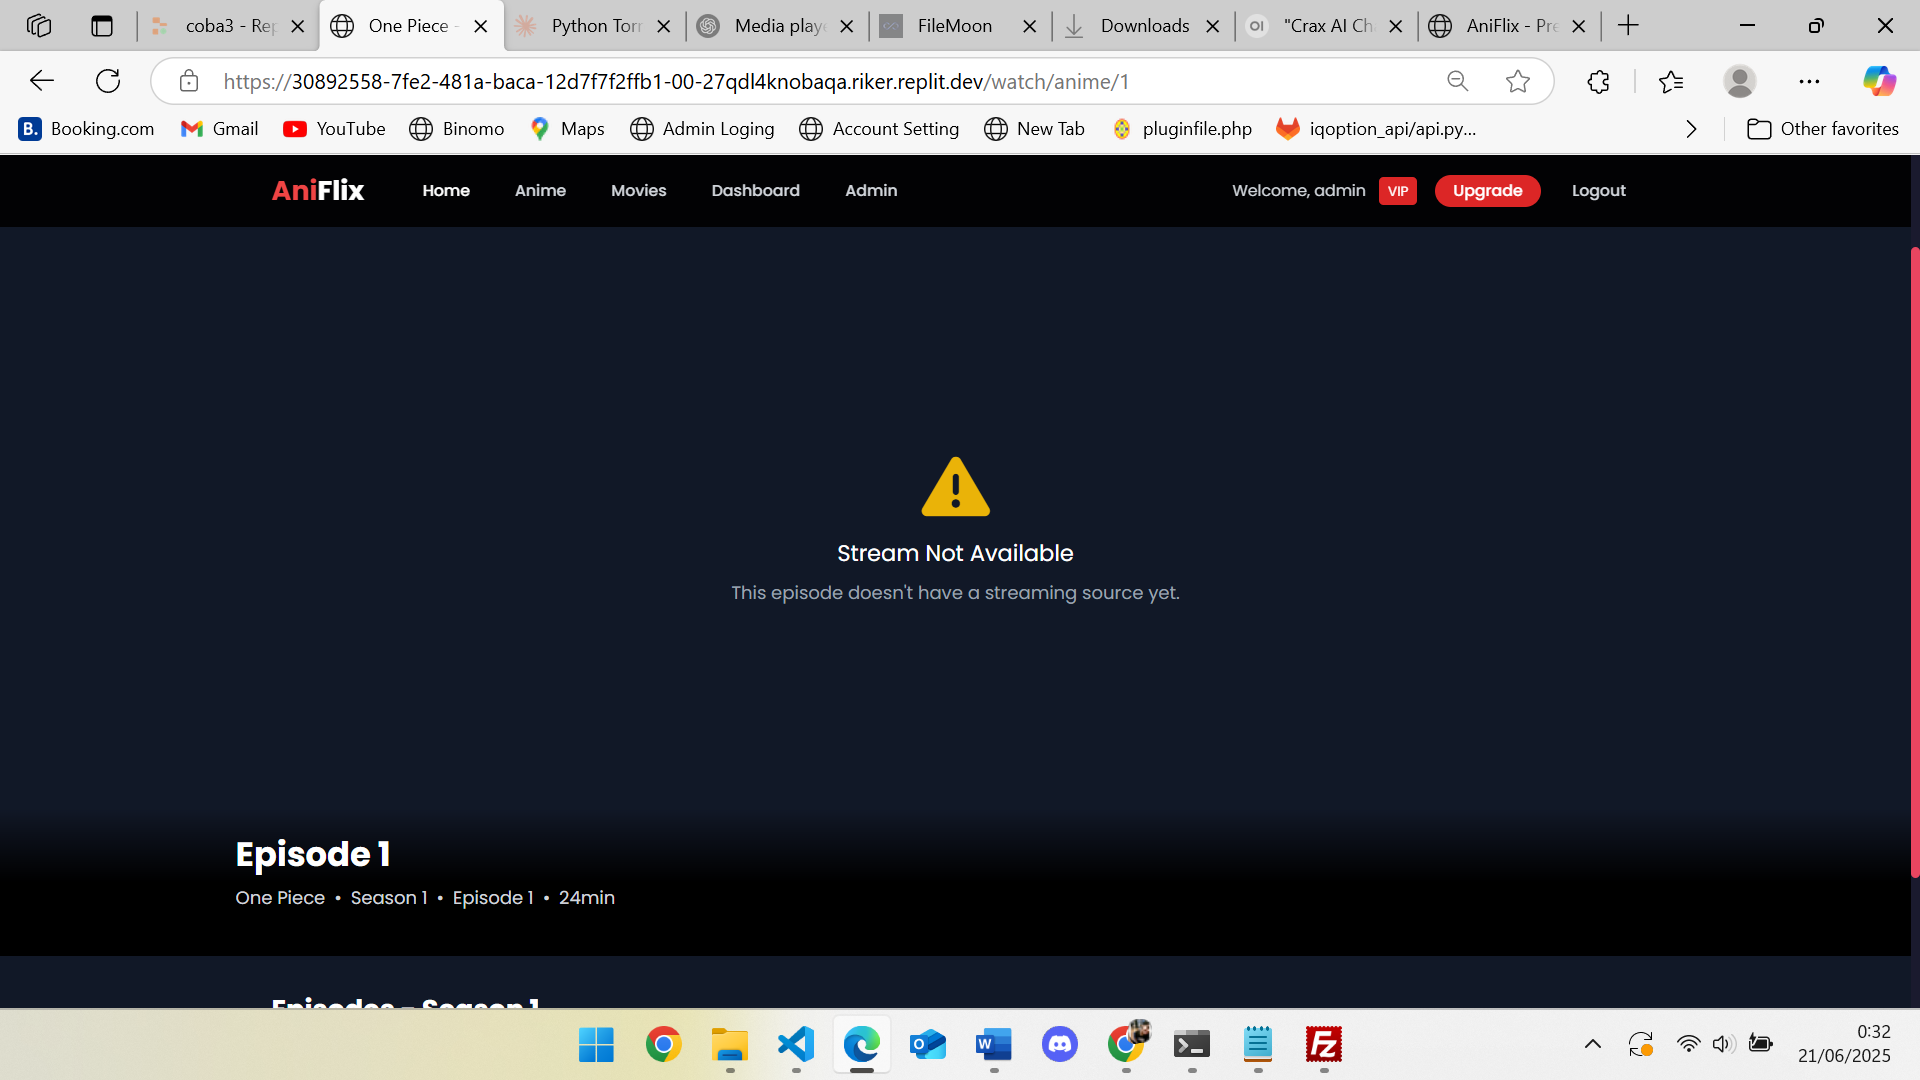 coba3 - Rep
One Piece -
Python Torr
Media playe
FileMoon
Downloads
"Crax AI Ch
AniFlix - Pre
https://30892558-7fe2-481a-baca-12d7f7f2ffb1-00-27qdl4knobaqa.riker.replit.dev/watch/anime/1
B. Booking.com
Gmail
YouTube
Binomo
Maps
Admin Loging
Account Setting
New Tab
pluginfile.php
iqoption_api/api.py...
Other favorites
AniFlix
Home
Anime
Movies
Dashboard
Admin
Welcome, admin
VIP
Upgrade
Logout
Stream Not Available
This episode doesn't have a streaming source yet.
Episode 1
One Piece • Season 1 • Episode 1 • 24min
Episodes - Season 1
0:32
21/06/2025